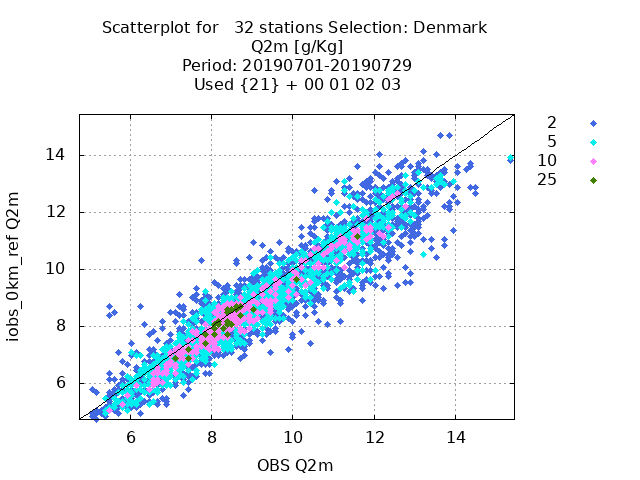 Scatterplot for   32 stations Selection: Denmark
Q2m [g/Kg]
Period: 20190701-20190729
Used {21} + 00 01 02 03
2
5
10
25
14
12
10
8
6
iobs_0km_ref Q2m
6 8 10 12 14
OBS Q2m